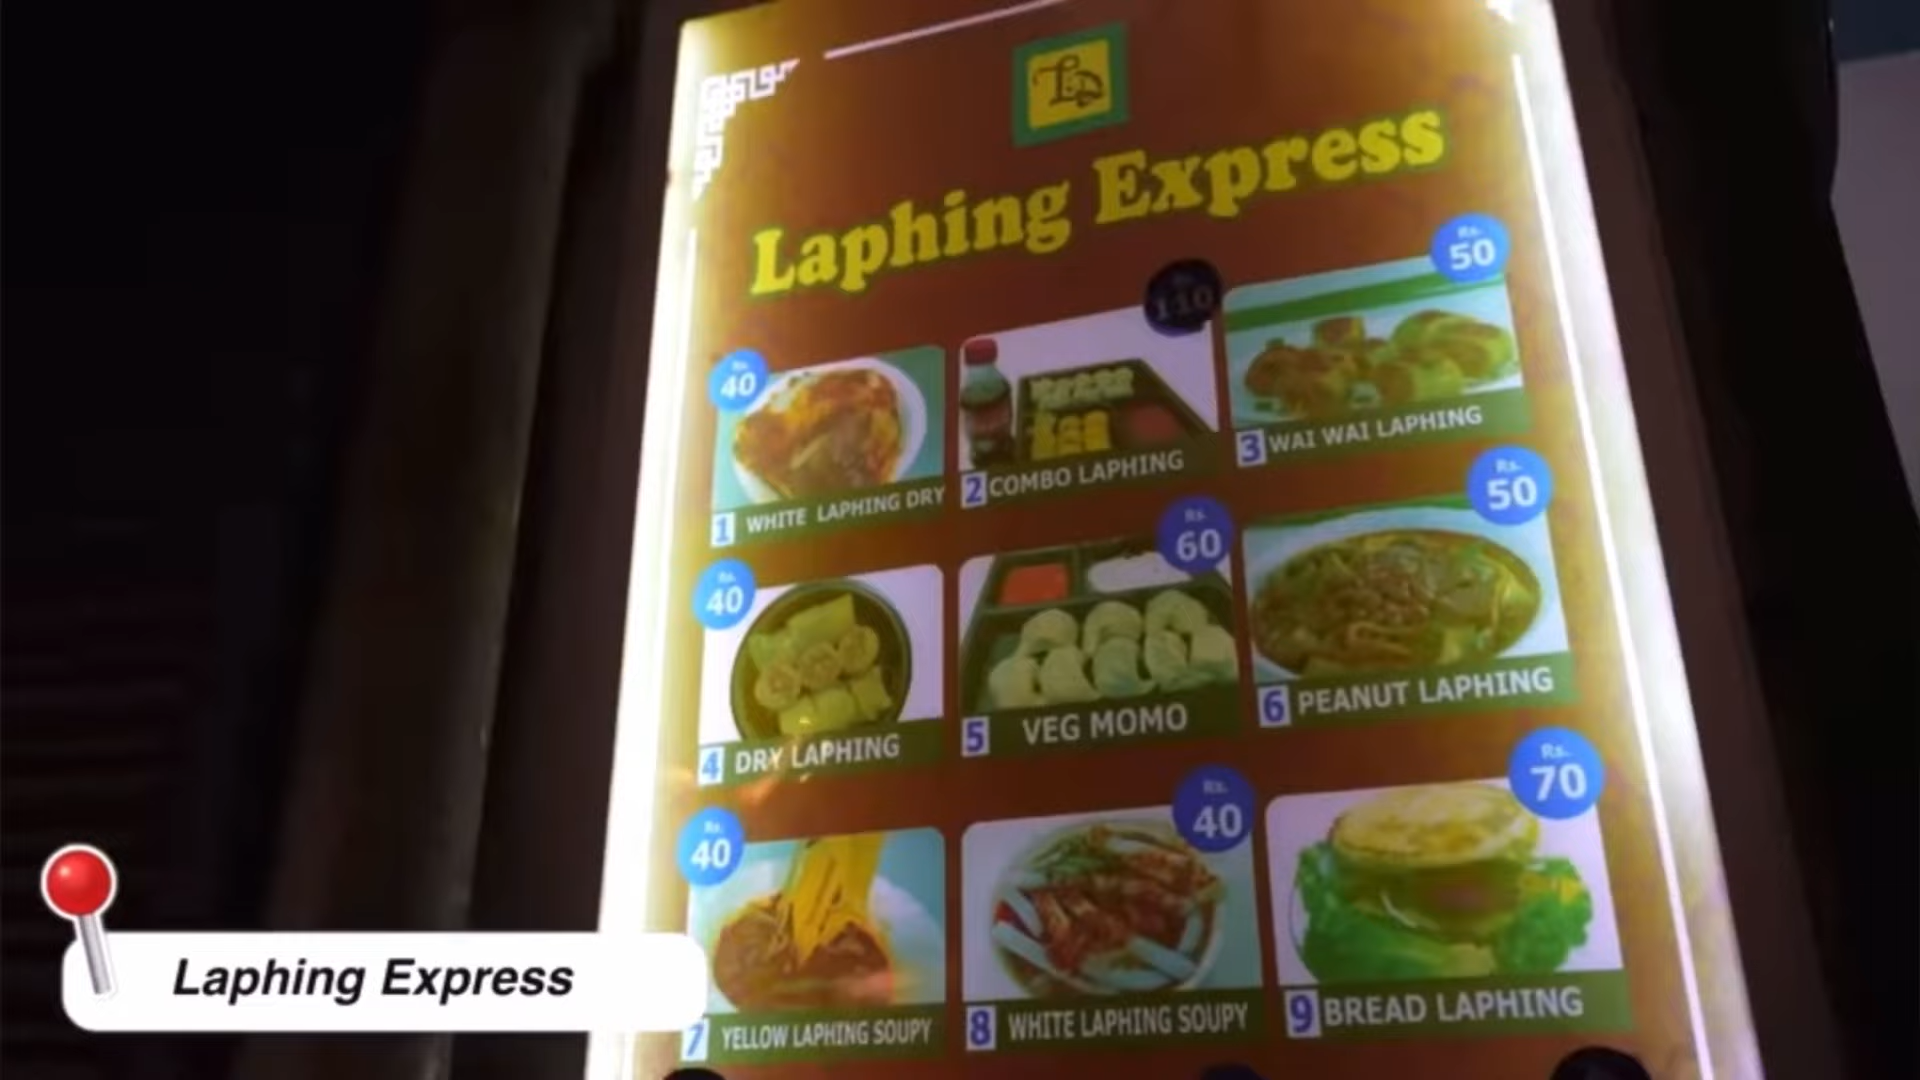 Laphing Express
Rs.
40
1 WHITE LAPHING DRY
Rs.
110
2 COMBO LAPHING
Rs.
50
3 WAI WAI LAPHING
Rs.
40
4 DRY LAPHING
Rs.
60
5 VEG MOMO
Rs.
50
6 PEANUT LAPHING
Rs.
40
7 YELLOW LAPHING SOUPY
Rs.
40
8 WHITE LAPHING SOUPY
Rs.
70
9 BREAD LAPHING
Laphing Express